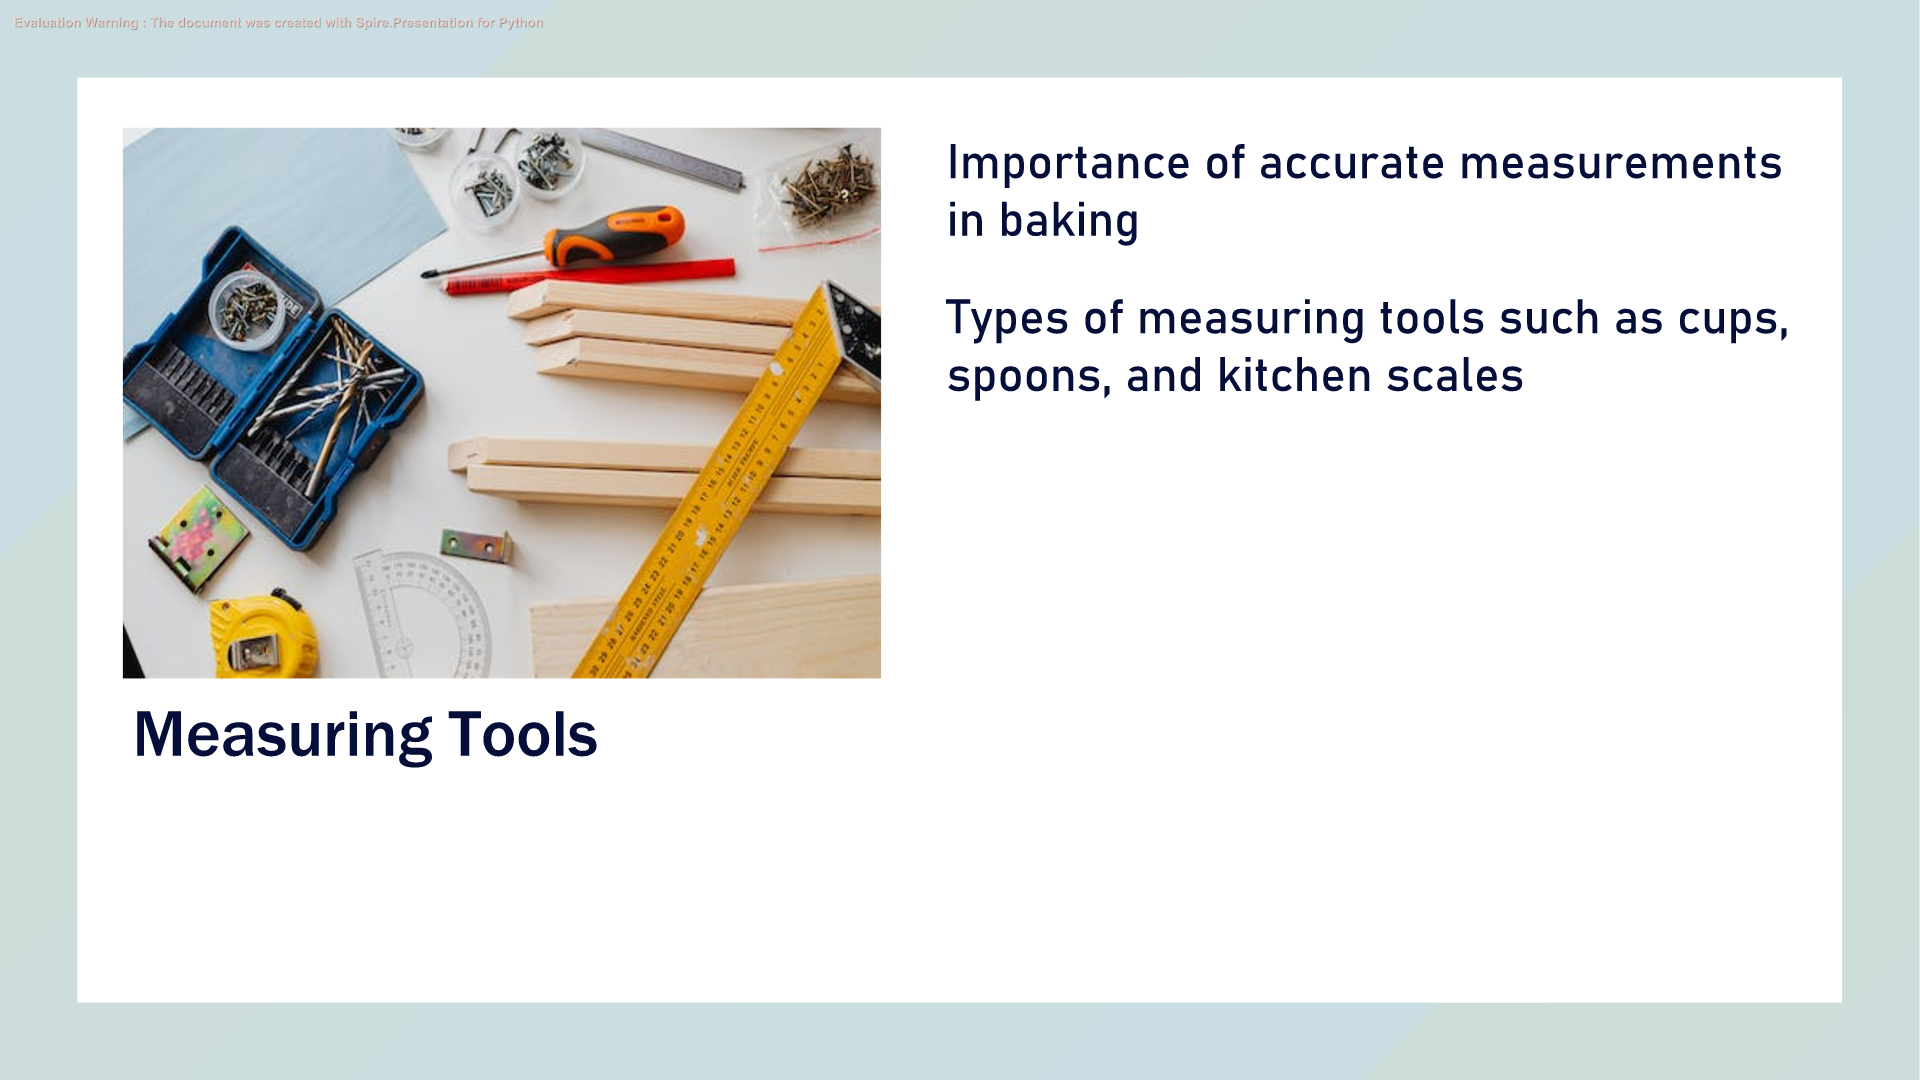 Evaluation Warning : The document was created with Spire.Presentation for Python
Importance of accurate measurements
in baking
Types of measuring tools such as cups,
spoons, and kitchen scales
Measuring Tools